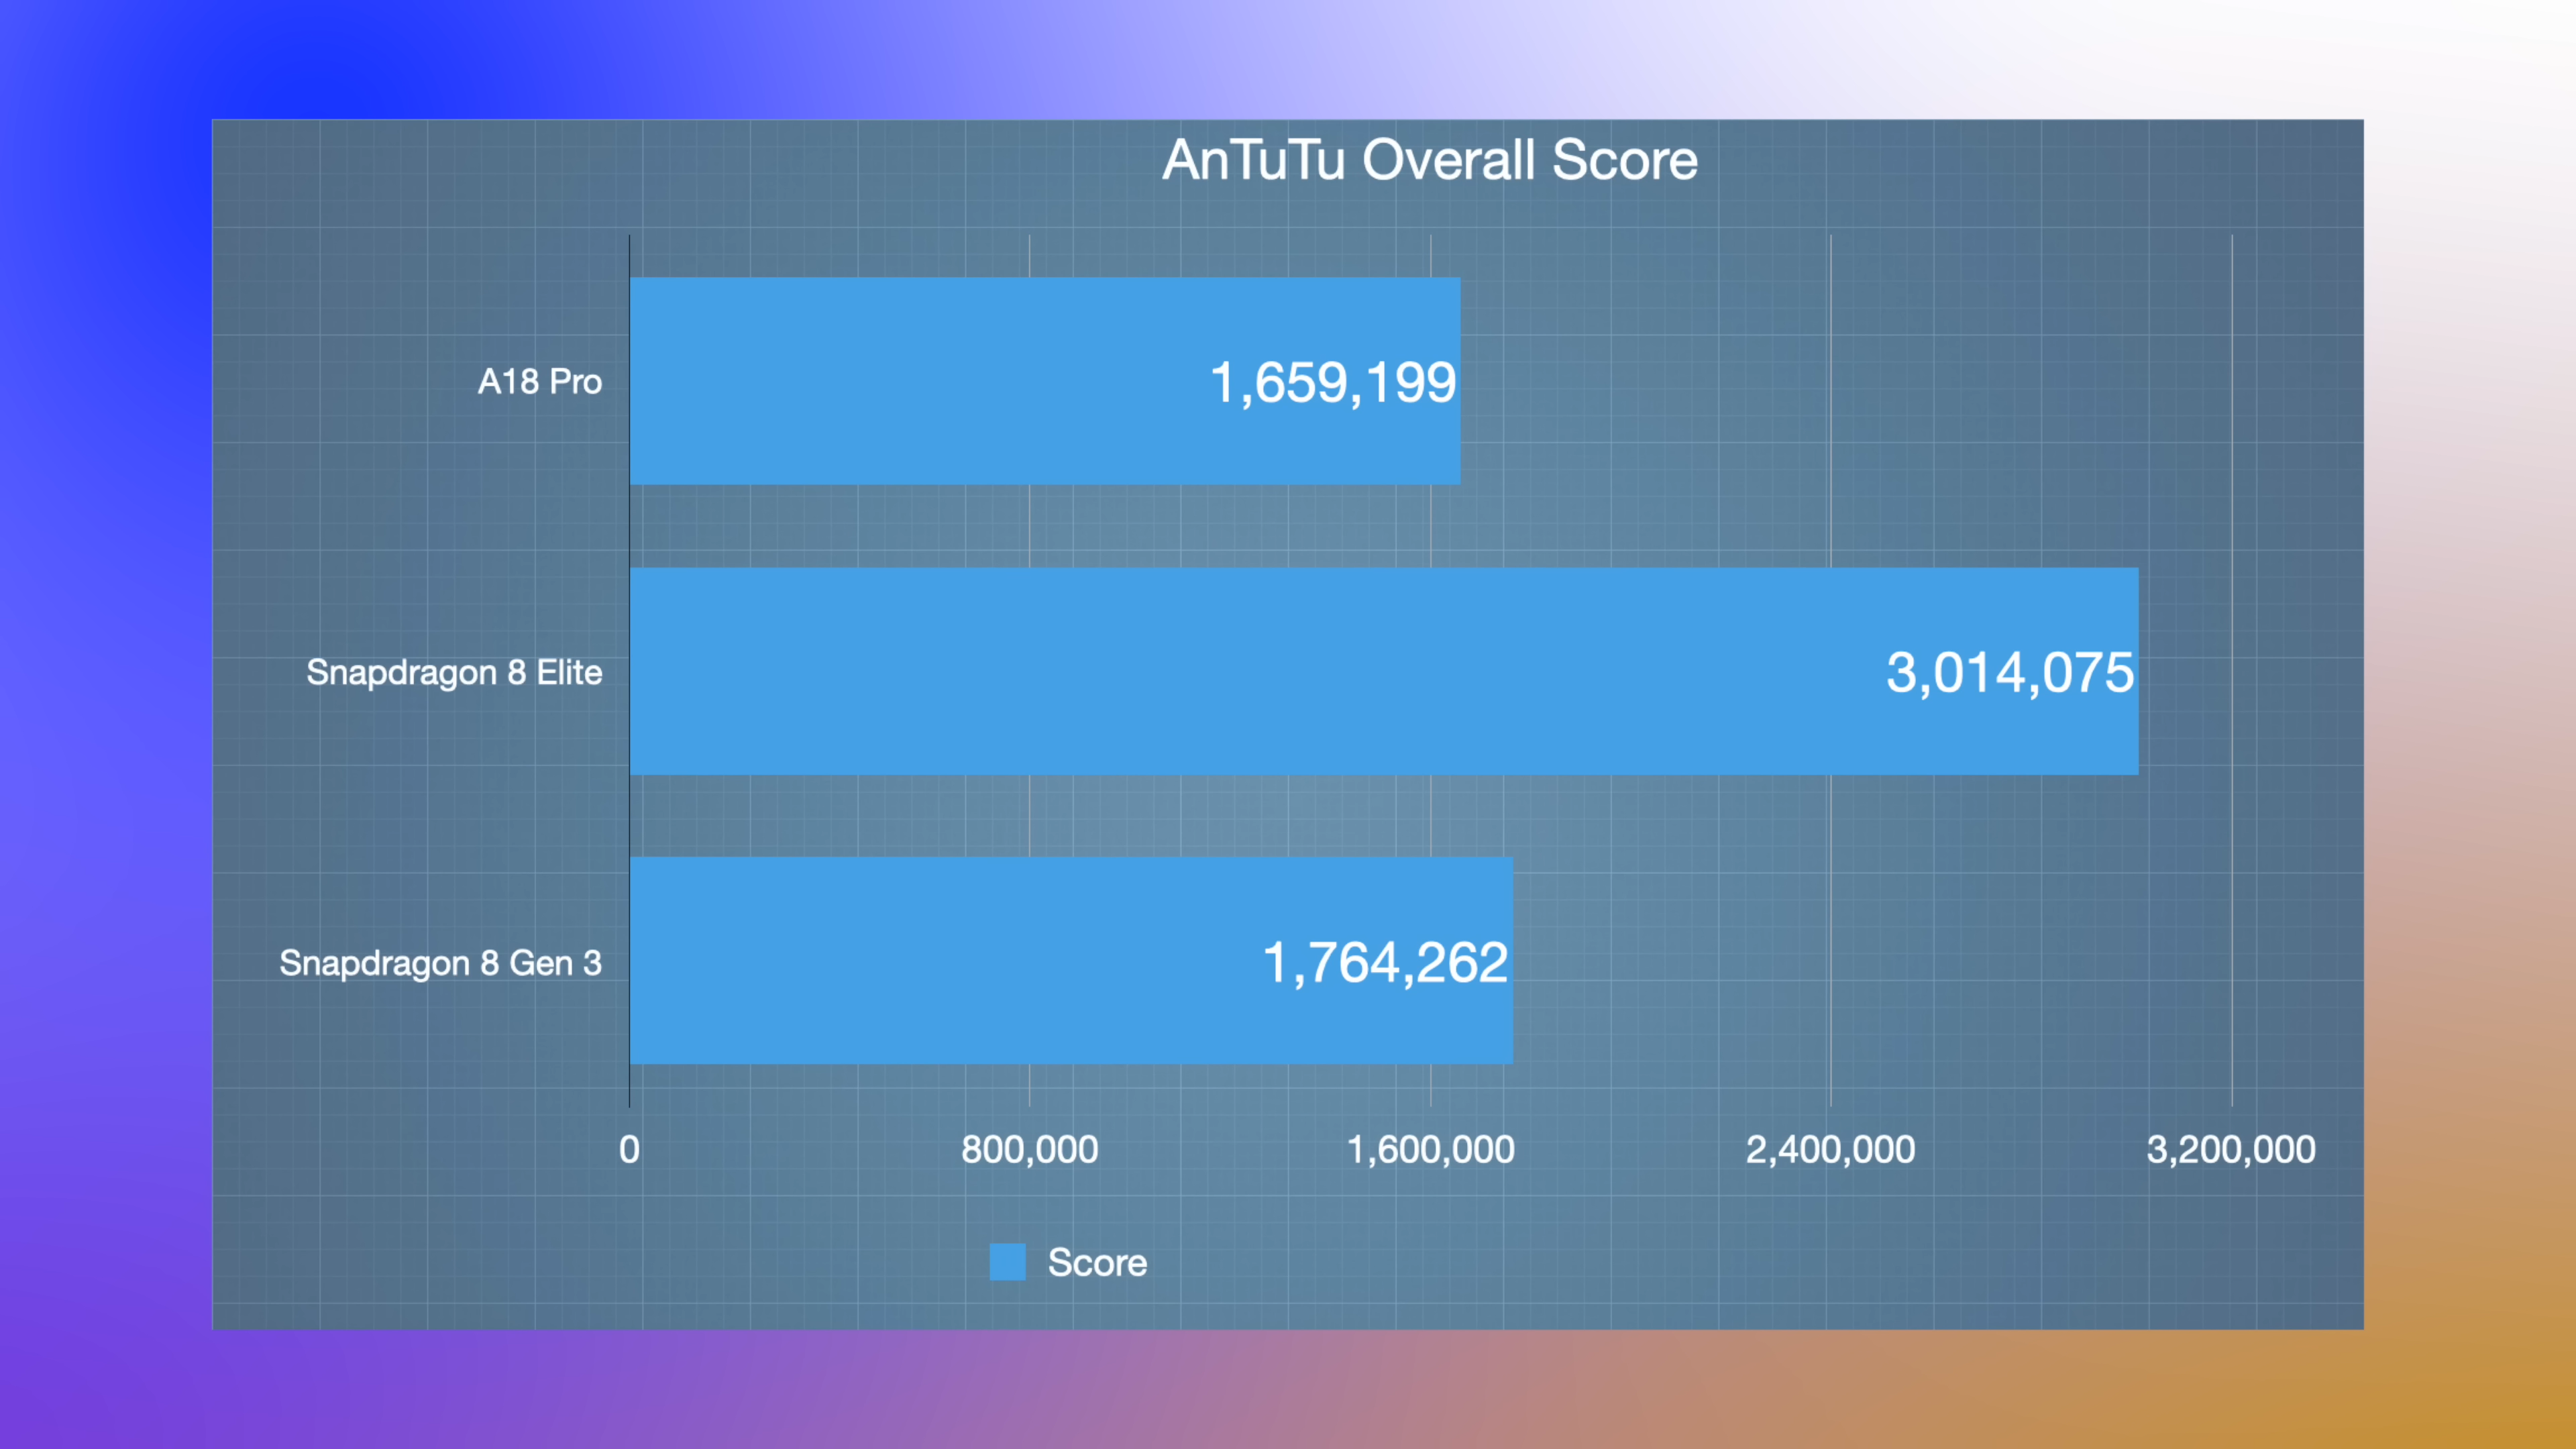 AnTuTu Overall Score
A18 Pro
1,659,199
Snapdragon 8 Elite
3,014,075
Snapdragon 8 Gen 3
1,764,262
0 800,000 1,600,000 2,400,000 3,200,000
Score